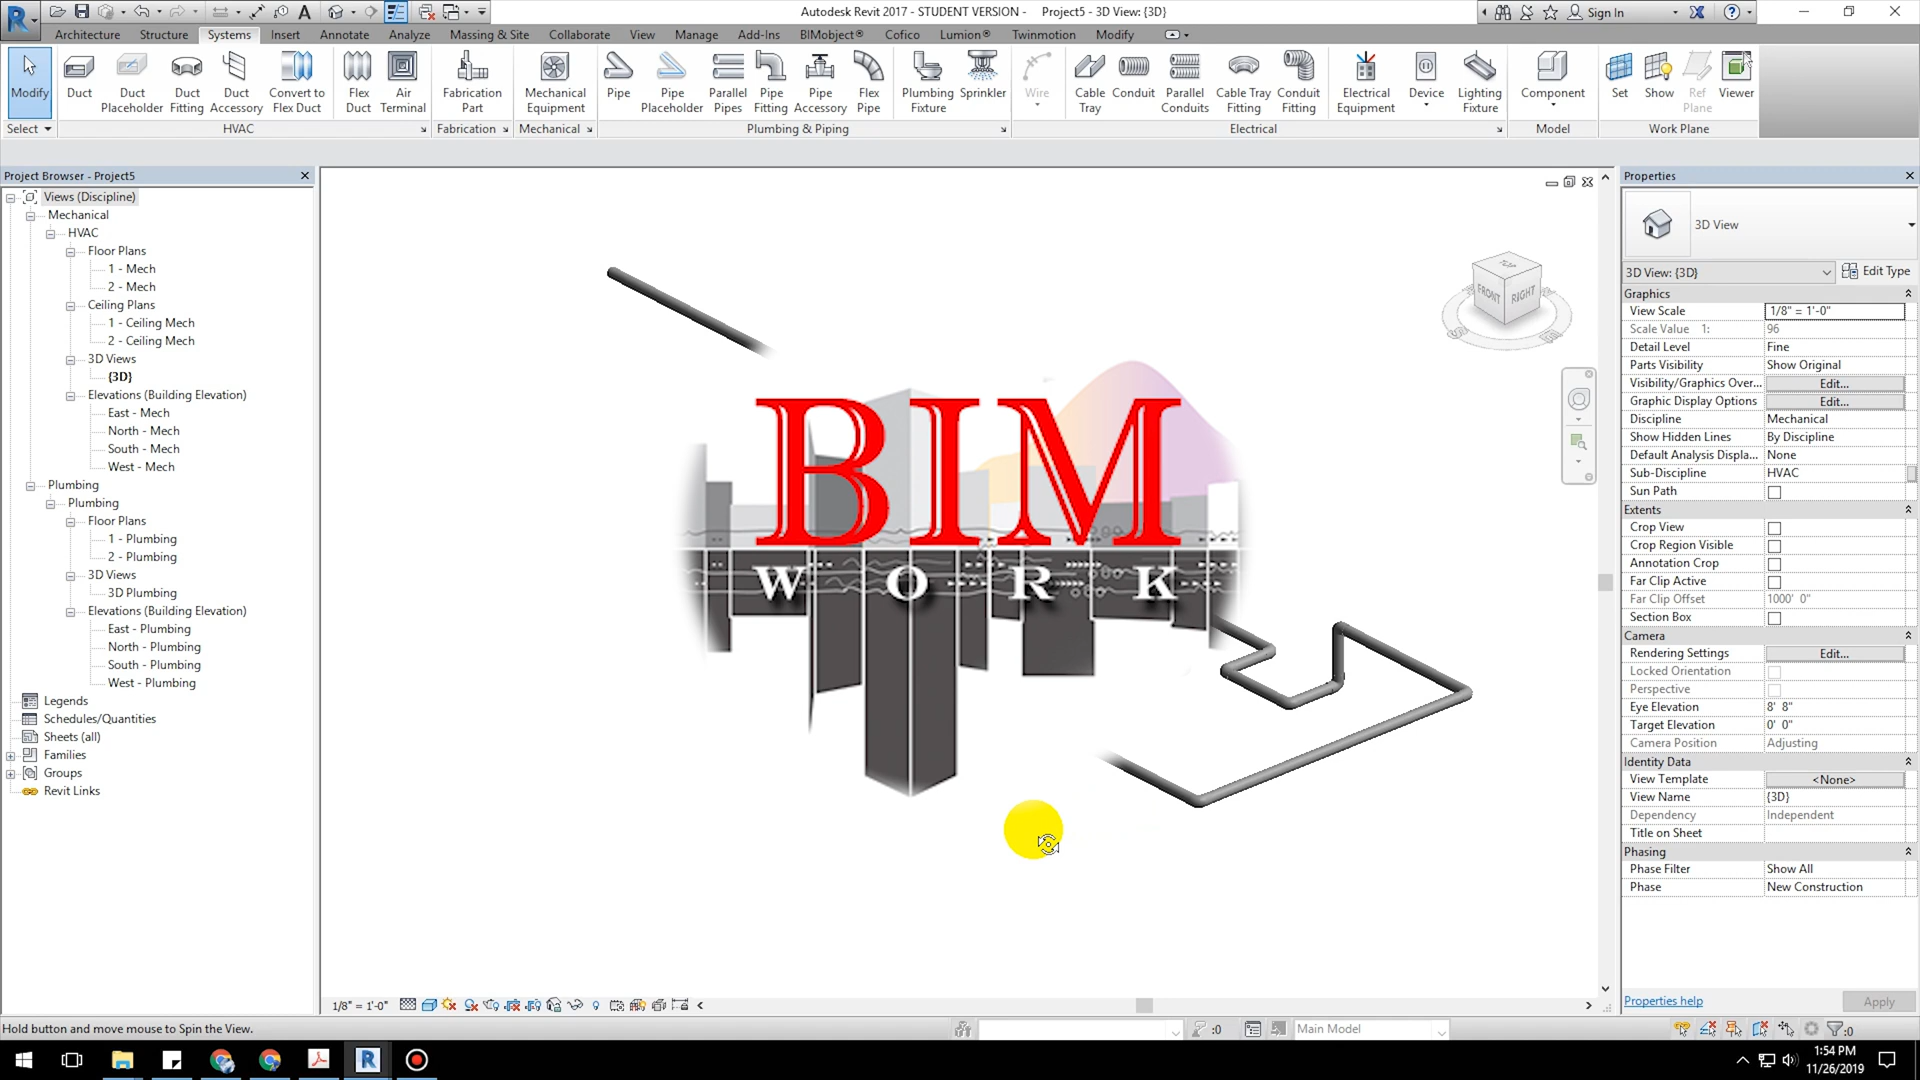 Autodesk Revit 2017 - STUDENT VERSION - Project5 - 3D View: {3D}
Sign In
Architecture Structure Systems Insert Annotate Analyze Massing & Site Collaborate View Manage Add-Ins BIMobject® Cofico Lumion® Twinmotion Modify
Modify
Duct
Duct Placeholder
Duct Fitting
Duct Accessory
Convert to Flex Duct
Flex Duct
Air Terminal
Fabrication Part
Mechanical Equipment
Pipe
Pipe Placeholder
Parallel Pipes
Pipe Fitting
Pipe Accessory
Flex Pipe
Plumbing Fixture
Sprinkler
Wire
Cable Tray
Conduit
Parallel Conduits
Cable Tray Fitting
Conduit Fitting
Electrical Equipment
Device
Lighting Fixture
Component
Set
Show
Ref Plane
Viewer
Select HVAC Fabrication Mechanical Plumbing & Piping Electrical Model Work Plane
Project Browser - Project5
Views (Discipline)
Mechanical
HVAC
Floor Plans
1 - Mech
2 - Mech
Ceiling Plans
1 - Ceiling Mech
2 - Ceiling Mech
3D Views
{3D}
Elevations (Building Elevation)
East - Mech
North - Mech
South - Mech
West - Mech
Plumbing
Plumbing
Floor Plans
1 - Plumbing
2 - Plumbing
3D Views
3D Plumbing
Elevations (Building Elevation)
East - Plumbing
North - Plumbing
South - Plumbing
West - Plumbing
Legends
Schedules/Quantities
Sheets (all)
Families
Groups
Revit Links
BIM
WORK
TOP
FRONT
RIGHT
Properties
3D View
3D View: {3D} Edit Type
Graphics
View Scale 1/8" = 1'-0"
Scale Value 1: 96
Detail Level Fine
Parts Visibility Show Original
Visibility/Graphics Over... Edit...
Graphic Display Options Edit...
Discipline Mechanical
Show Hidden Lines By Discipline
Default Analysis Displa... None
Sub-Discipline HVAC
Sun Path
Extents
Crop View
Crop Region Visible
Annotation Crop
Far Clip Active
Far Clip Offset 1000' 0"
Section Box
Camera
Rendering Settings Edit...
Locked Orientation
Perspective
Eye Elevation 8' 8"
Target Elevation 0' 0"
Camera Position Adjusting
Identity Data
View Template <None>
View Name {3D}
Dependency Independent
Title on Sheet
Phasing
Phase Filter Show All
Phase New Construction
Properties help Apply
1/8" = 1'-0"
Hold button and move mouse to Spin the View.
:0
Main Model
:0
1:54 PM
11/26/2019